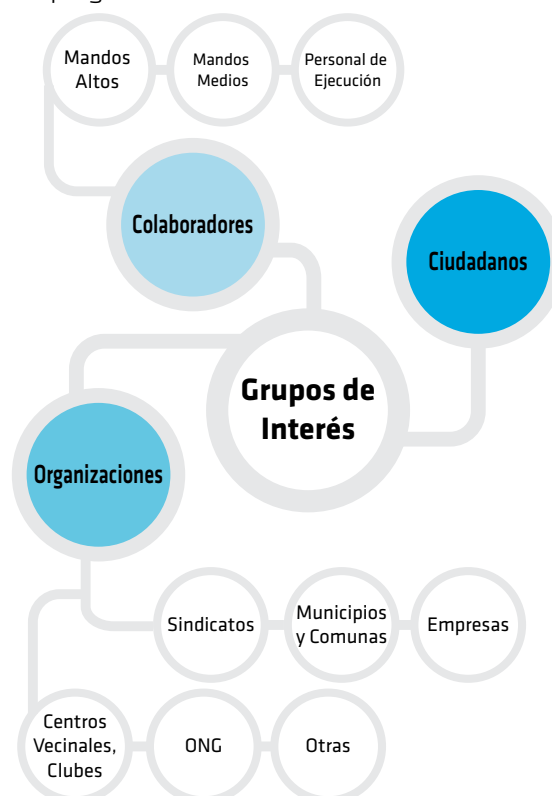 Mandos
Altos
Mandos
Medios
Personal de
Ejecución
Colaboradores
Ciudadanos
Grupos de
Interés
Organizaciones
Sindicatos
Municipios
y Comunas
Empresas
Centros
Vecinales,
Clubes
ONG
Otras